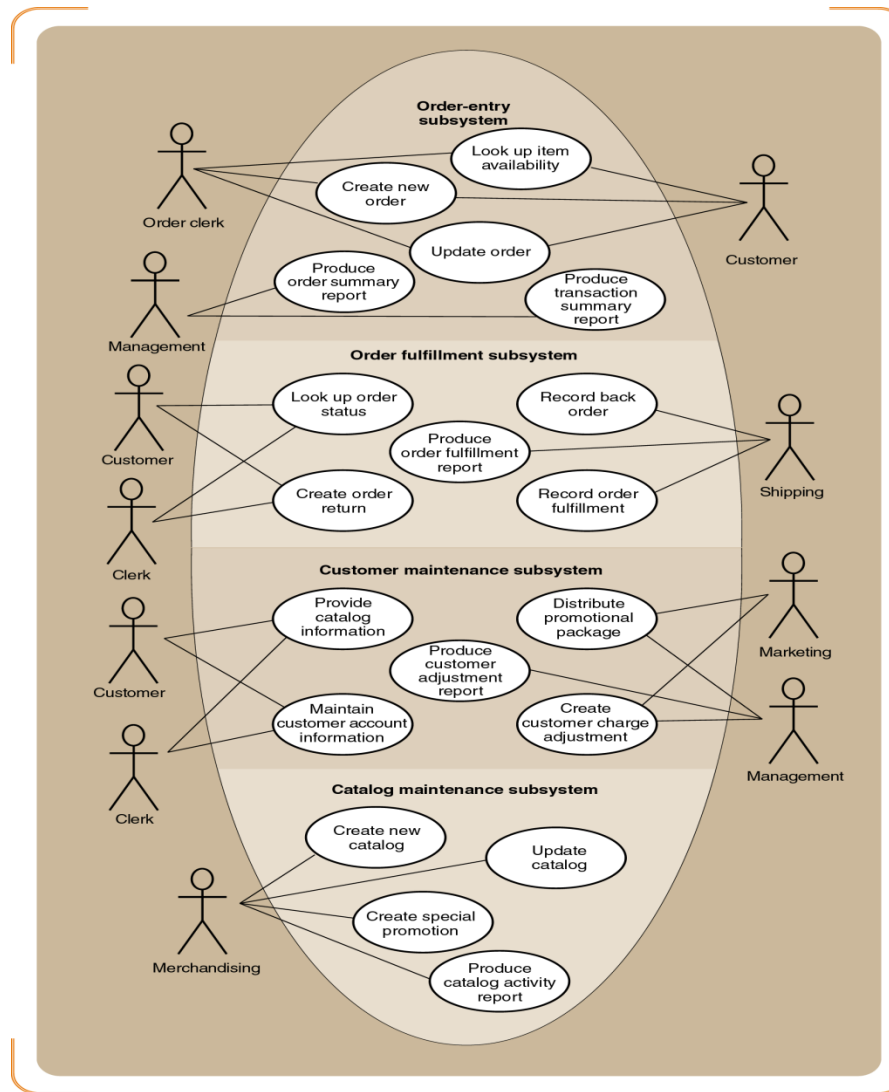 Order-entry
subsystem
Look up item
availability
Create new
order
Order clerk
Update order
Customer
Produce
order summary
report
Produce
transaction
summary
report
Management
Order fulfillment subsystem
Look up order
status
Record back
order
Produce
order fulfillment
report
Customer
Create order
return
Record order
fulfillment
Shipping
Clerk
Customer maintenance subsystem
Provide
catalog
information
Distribute
promotional
package
Produce
customer
adjustment
report
Marketing
Customer
Maintain
customer account
information
Create
customer charge
adjustment
Management
Clerk
Catalog maintenance subsystem
Create new
catalog
Update
catalog
Create special
promotion
Merchandising
Produce
catalog activity
report